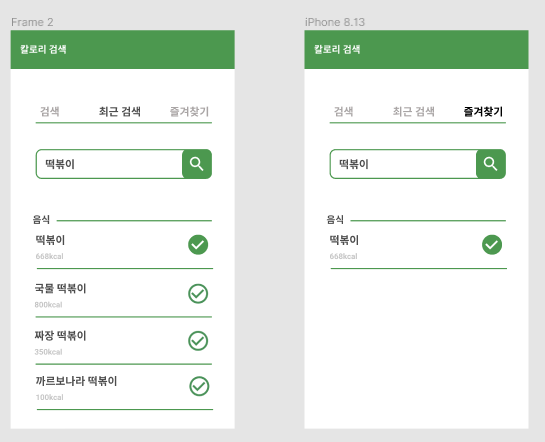 Frame 2
칼로리 검색
검색 최근 검색 즐겨찾기
떡볶이
음식
떡볶이
668kcal
국물 떡볶이
800kcal
짜장 떡볶이
350kcal
까르보나라 떡볶이
100kcal
iPhone 8.13
칼로리 검색
검색 최근 검색 즐겨찾기
떡볶이
음식
떡볶이
668kcal